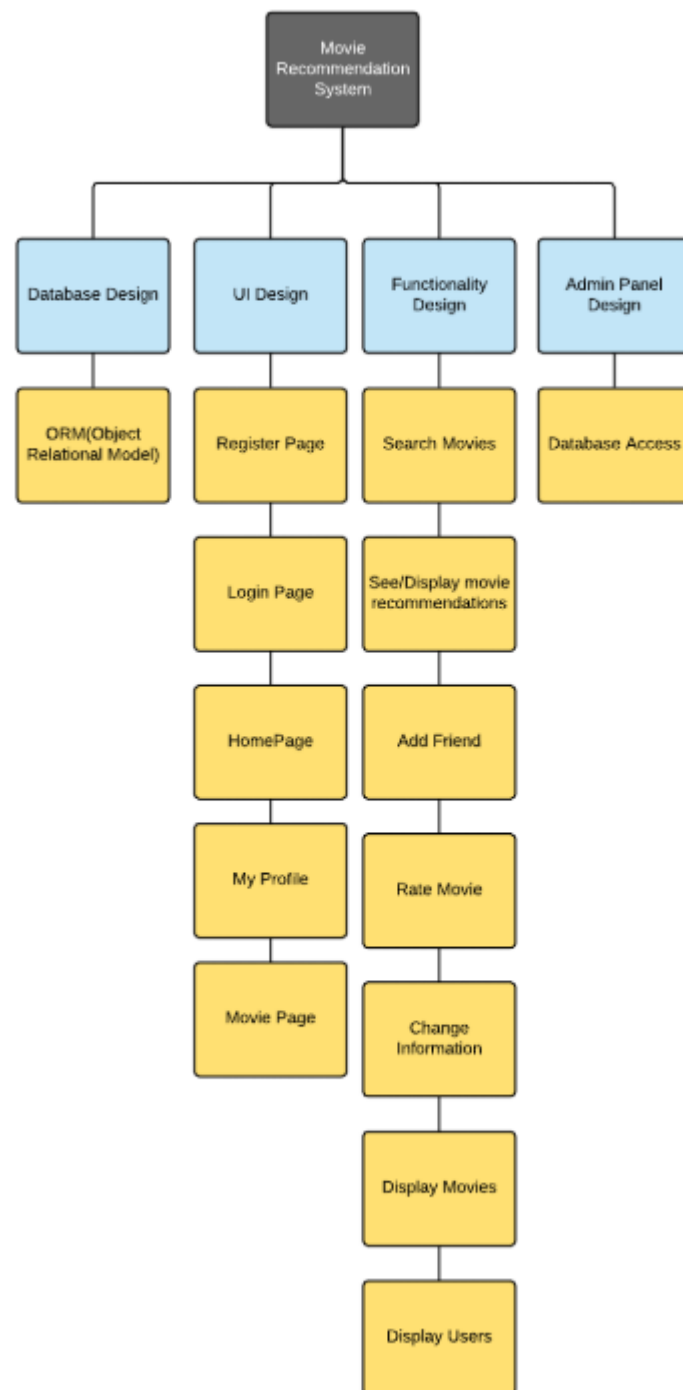 Movie
Recommendation
System
Database Design
UI Design
Functionality
Design
Admin Panel
Design
ORM(Object
Relational Model)
Register Page
Search Movies
Database Access
Login Page
See/Display movie
recommendations
HomePage
Add Friend
My Profile
Rate Movie
Movie Page
Change
Information
Display Movies
Display Users